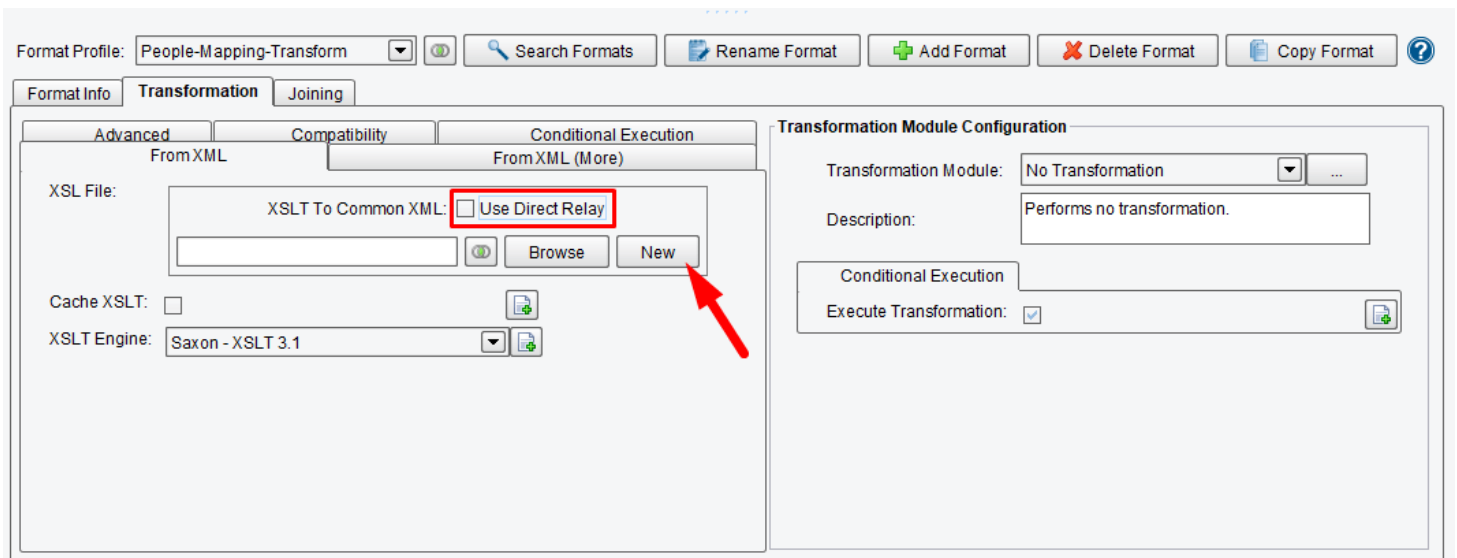 Format Profile: People-Mapping-Transform Search Formats Rename Format Add Format Delete Format Copy Format ?
Format Info Transformation Joining
Advanced Compatibility Conditional Execution
From XML From XML (More)
XSL File:
XSLT To Common XML: Use Direct Relay
Browse New
Cache XSLT:
XSLT Engine: Saxon - XSLT 3.1
Transformation Module Configuration
Transformation Module: No Transformation ...
Description: Performs no transformation.
Conditional Execution
Execute Transformation: